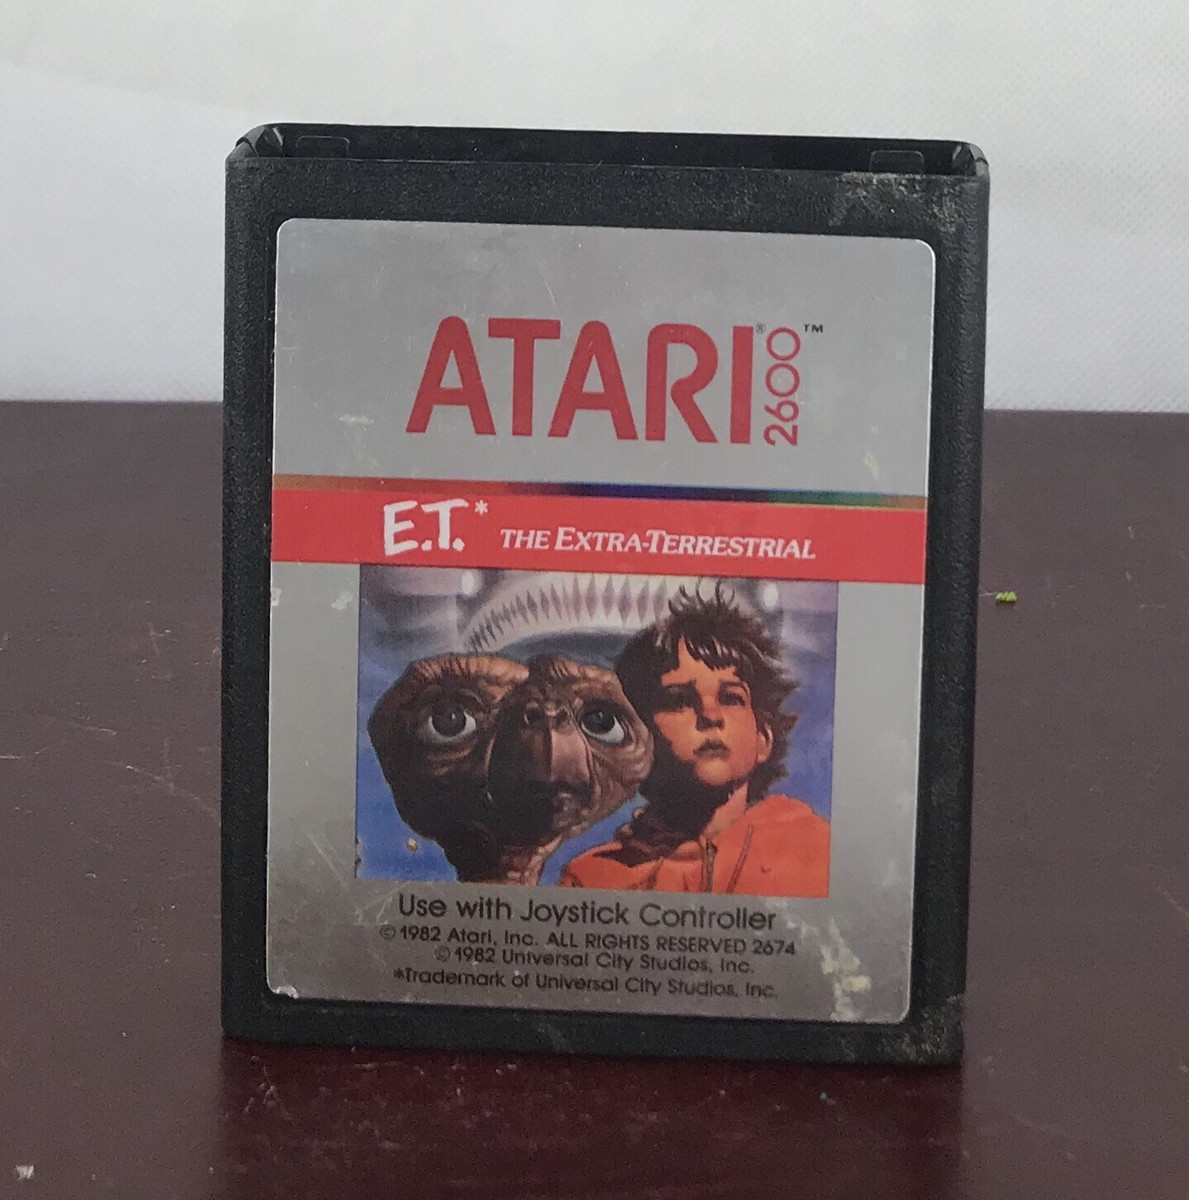 ATARI® 2600™
E.T.* THE EXTRA-TERRESTRIAL
Use with Joystick Controller
©1982 Atari, Inc. ALL RIGHTS RESERVED 2674
©1982 Universal City Studios, Inc.
*Trademark of Universal City Studios, Inc.